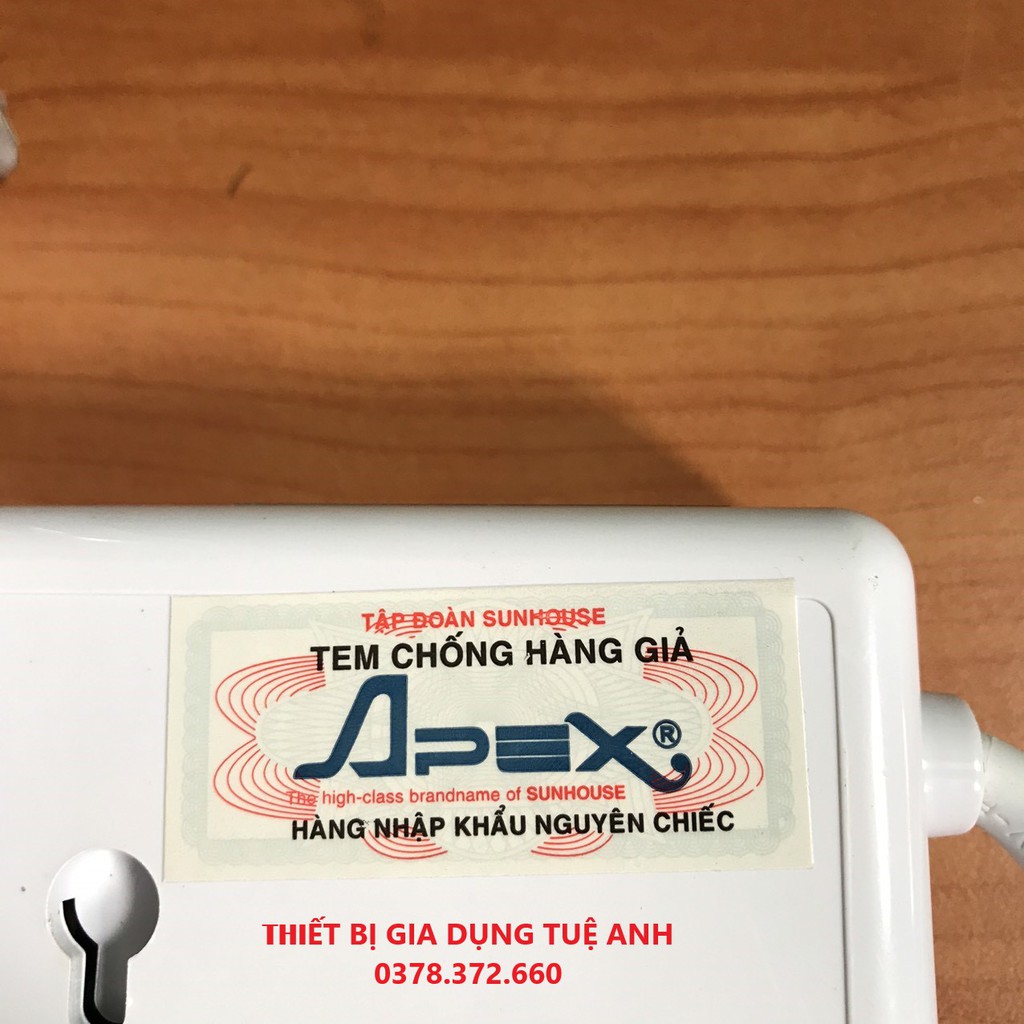 TẬP ĐOÀN SUNHOUSE
TEM CHỐNG HÀNG GIẢ
APEX®
The high-class brandname of SUNHOUSE
HÀNG NHẬP KHẨU NGUYÊN CHIẾC
THIẾT BỊ GIA DỤNG TUỆ ANH
0378.372.660